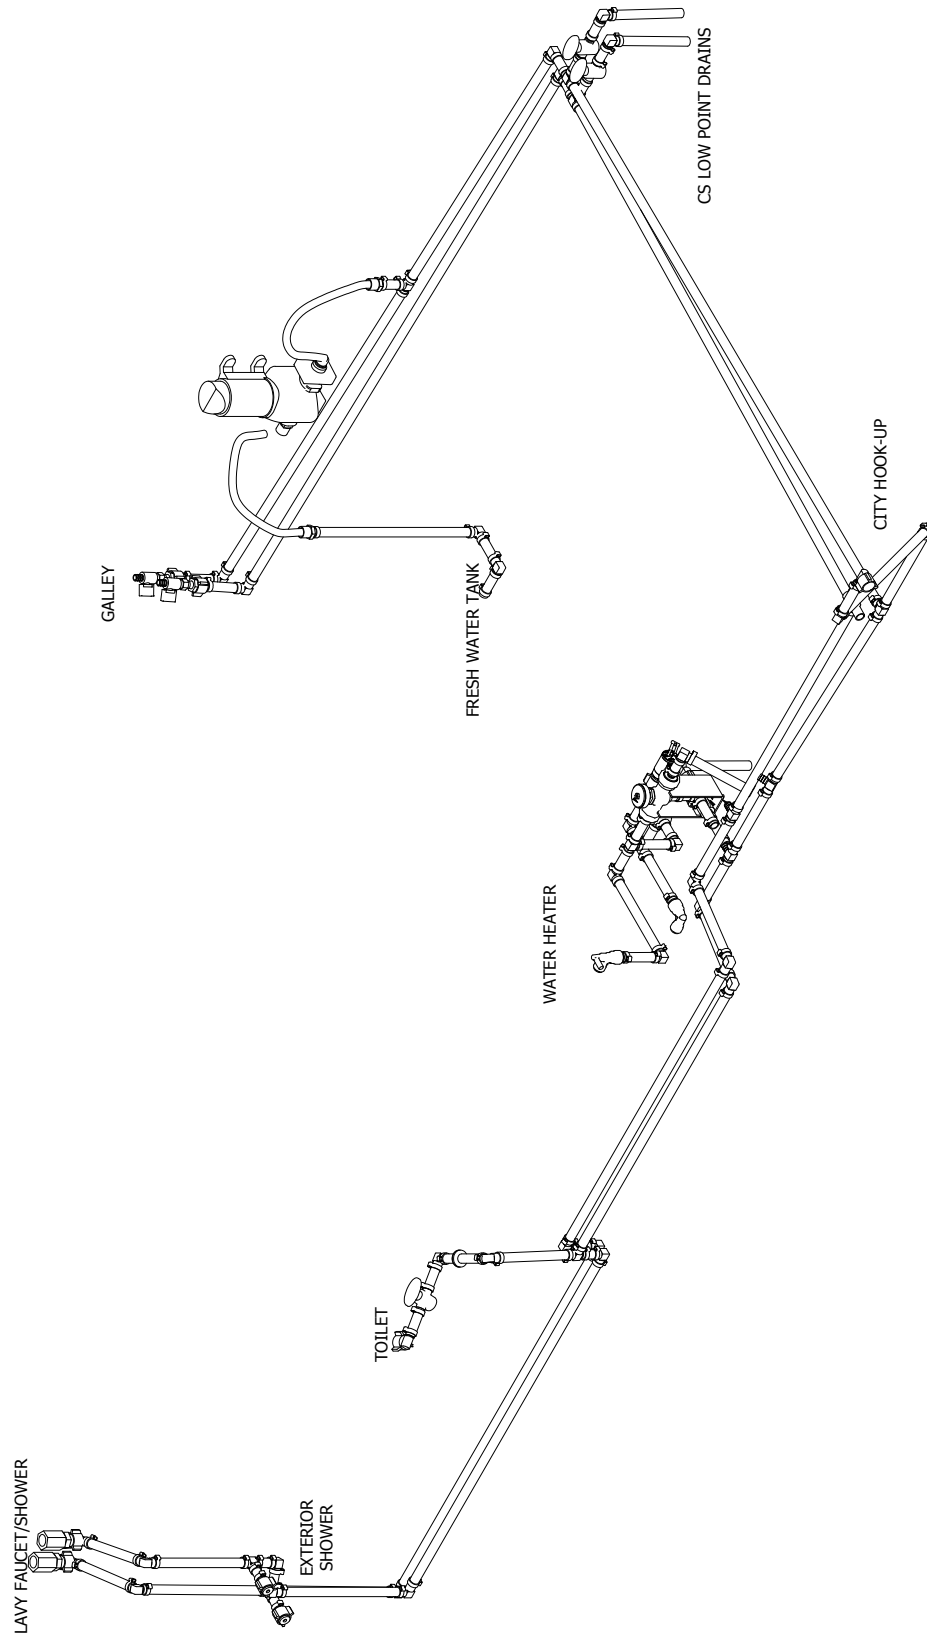 CS LOW POINT DRAINS
GALLEY
FRESH WATER TANK
CITY HOOK-UP
WATER HEATER
TOILET
LAVY FAUCET/SHOWER
EXTERIOR
SHOWER